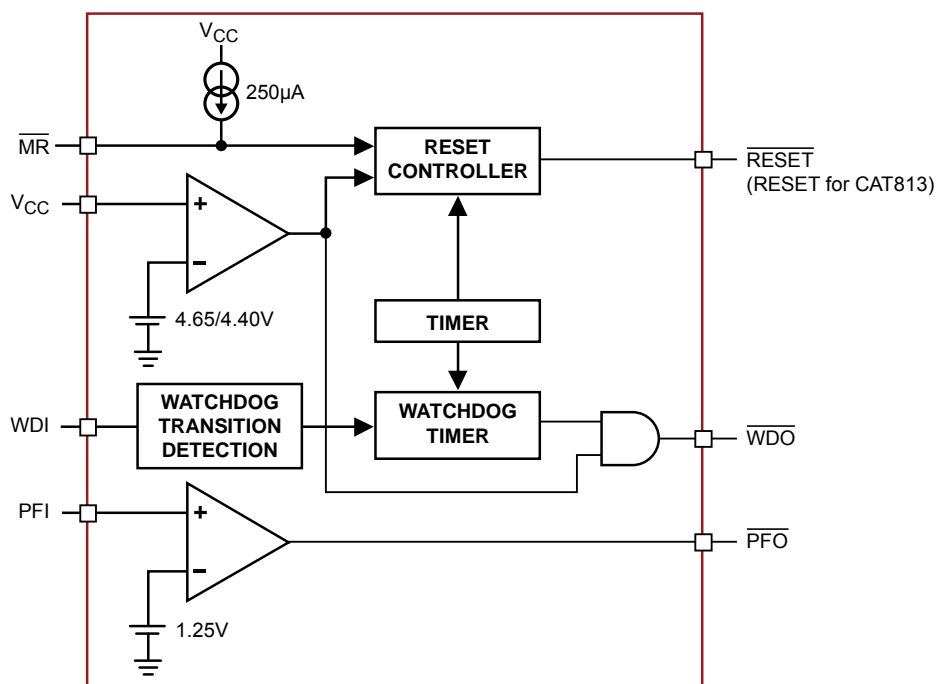 VCC
250µA
MR
RESET
CONTROLLER
RESET
(RESET for CAT813)
VCC
+
–
4.65/4.40V
TIMER
WDI
WATCHDOG
TRANSITION
DETECTION
WATCHDOG
TIMER
WDO
PFI
+
–
PFO
1.25V